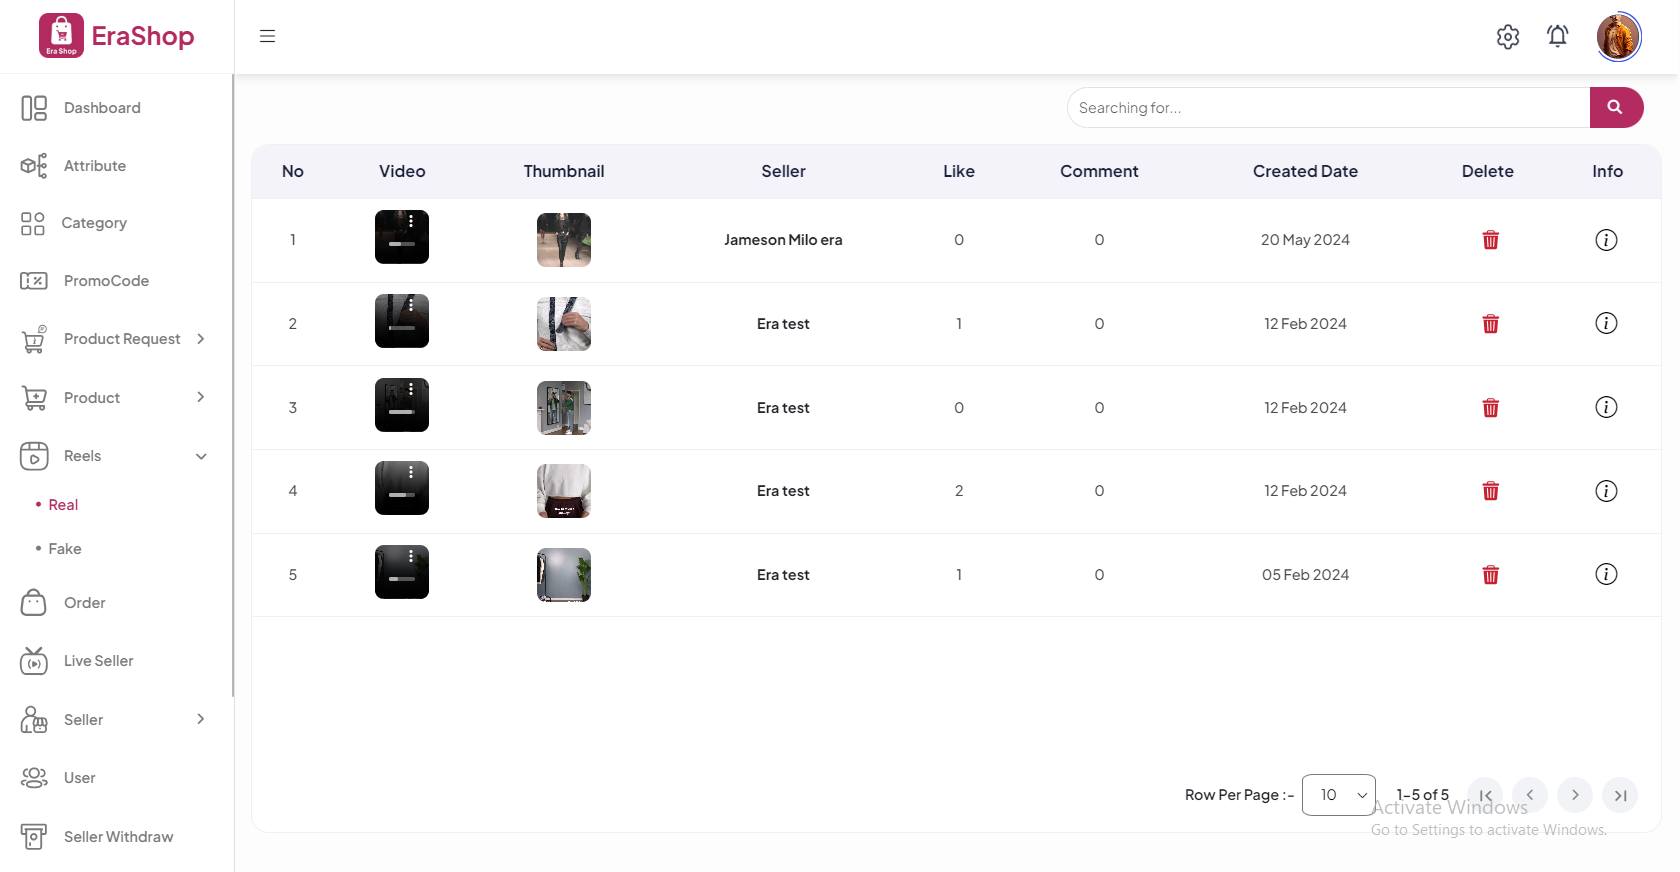 Era Shop
EraShop
Dashboard
Attribute
Category
PromoCode
Product Request
Product
Reels
• Real
• Fake
Order
Live Seller
Seller
User
Seller Withdraw
Searching for...
No Video Thumbnail Seller Like Comment Created Date Delete Info
1 Jameson Milo era 0 0 20 May 2024
2 Era test 1 0 12 Feb 2024
3 Era test 0 0 12 Feb 2024
4 Era test 2 0 12 Feb 2024
5 Era test 1 0 05 Feb 2024
Row Per Page :- 10 1–5 of 5
Activate Windows
Go to Settings to activate Windows.